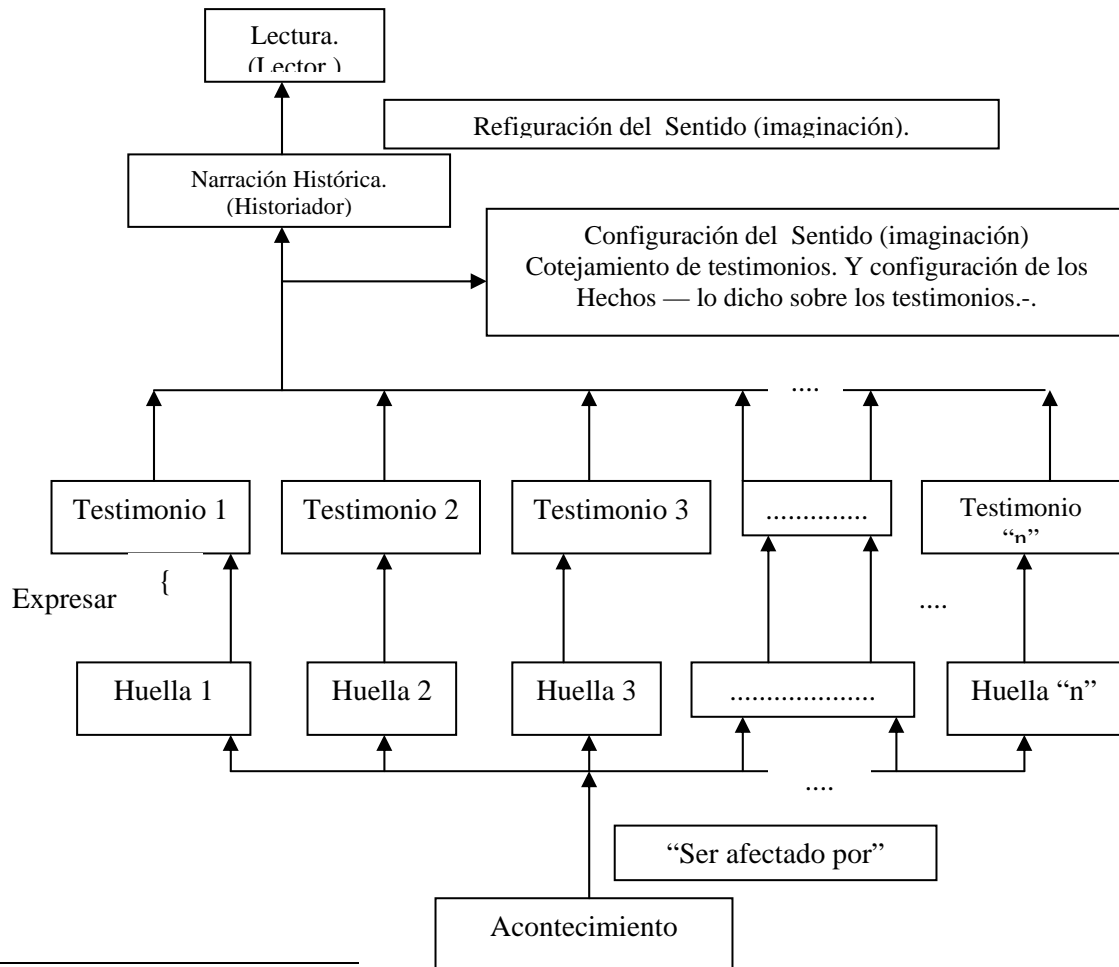 Lectura.
(Lector )
Refiguración del  Sentido (imaginación).
Narración Histórica.
(Historiador)
Configuración del  Sentido (imaginación)
Cotejamiento de testimonios. Y configuración de los
Hechos — lo dicho sobre los testimonios.-.
....
Testimonio 1
Testimonio 2
Testimonio 3
..............
Testimonio
“n”
{
Expresar
....
Huella 1
Huella 2
Huella 3
....................
Huella “n”
....
“Ser afectado por”
Acontecimiento